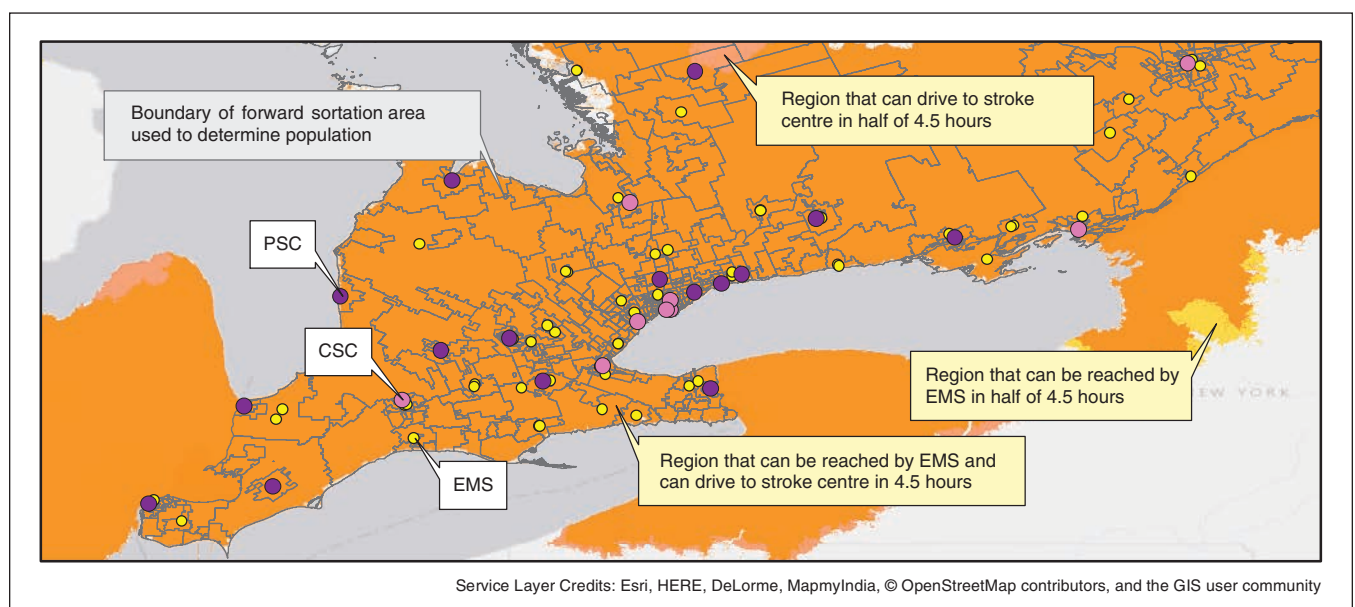 Region that can drive to stroke
centre in half of 4.5 hours
Boundary of forward sortation area
used to determine population
PSC
CSC
Region that can be reached by
EMS in half of 4.5 hours
NEW YORK
Region that can be reached by EMS and
can drive to stroke centre in 4.5 hours
EMS
Service Layer Credits: Esri, HERE, DeLorme, MapmyIndia, © OpenStreetMap contributors, and the GIS user community